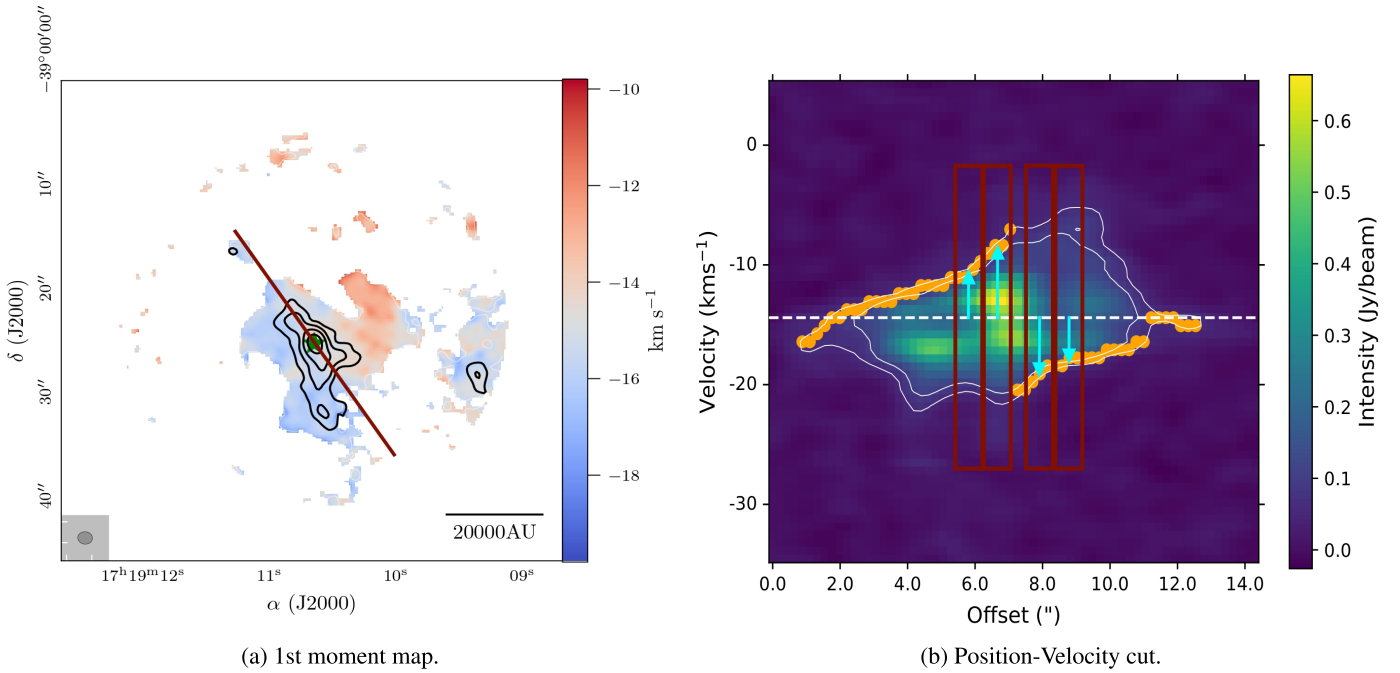 −39°00′00″
10″
20″
30″
40″
δ (J2000)
17ʰ19ᵐ12ˢ
11ˢ
10ˢ
09ˢ
α (J2000)
20000AU
−10
−12
−14
−16
−18
km s⁻¹
(a) 1st moment map.
0
-10
-20
-30
Velocity (kms⁻¹)
0.0
2.0
4.0
6.0
8.0
10.0
12.0
14.0
Offset (")
0.6
0.5
0.4
0.3
0.2
0.1
0.0
Intensity (Jy/beam)
(b) Position-Velocity cut.